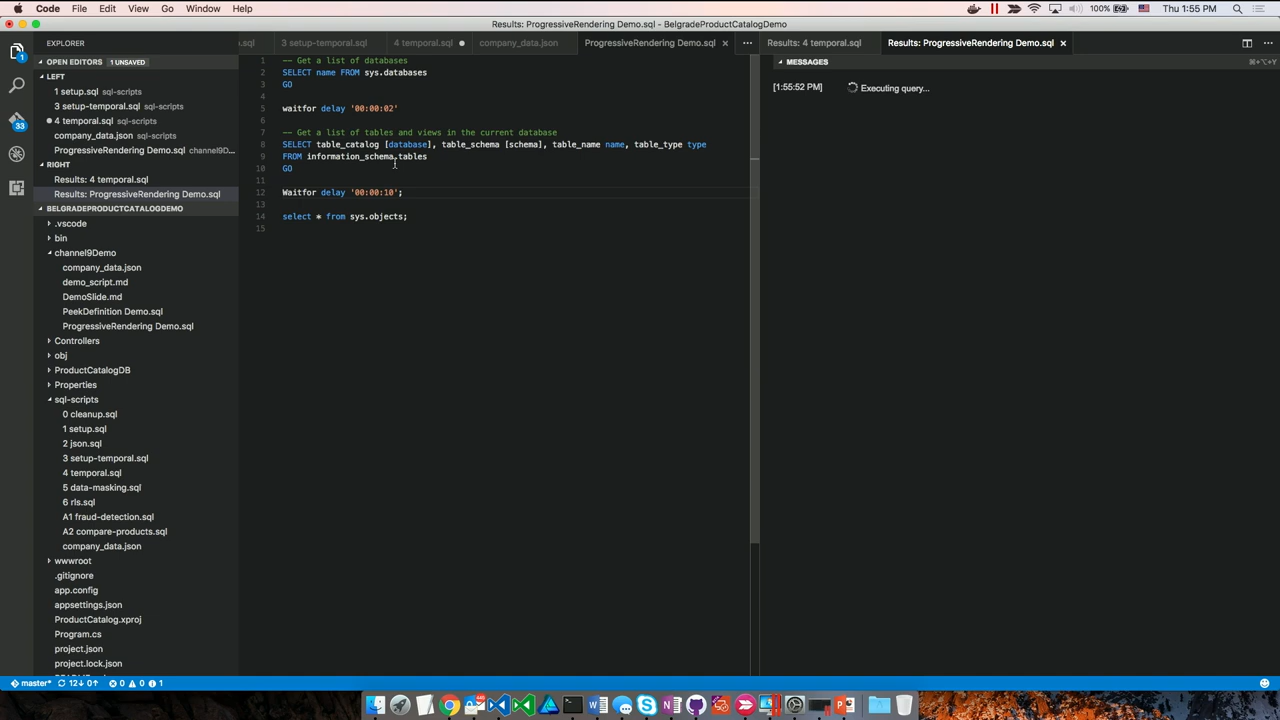 Code File Edit View Go Window Help 100% Thu 1:55 PM
Results: ProgressiveRendering Demo.sql - BelgradeProductCatalogDemo
EXPLORER
.sql 3 setup-temporal.sql 4 temporal.sql company_data.json ProgressiveRendering Demo.sql
Results: 4 temporal.sql Results: ProgressiveRendering Demo.sql
OPEN EDITORS 1 UNSAVED
LEFT
1 setup.sql sql-scripts
3 setup-temporal.sql sql-scripts
4 temporal.sql sql-scripts
company_data.json sql-scripts
ProgressiveRendering Demo.sql channel9D...
RIGHT
Results: 4 temporal.sql
Results: ProgressiveRendering Demo.sql
BELGRADEPRODUCTCATALOGDEMO
.vscode
bin
channel9Demo
company_data.json
demo_script.md
DemoSlide.md
PeekDefinition Demo.sql
ProgressiveRendering Demo.sql
Controllers
obj
ProductCatalogDB
Properties
sql-scripts
0 cleanup.sql
1 setup.sql
2 json.sql
3 setup-temporal.sql
4 temporal.sql
5 data-masking.sql
6 rls.sql
A1 fraud-detection.sql
A2 compare-products.sql
company_data.json
wwwroot
.gitignore
app.config
appsettings.json
ProductCatalog.xproj
Program.cs
project.json
project.lock.json
1 -- Get a list of databases
2 SELECT name FROM sys.databases
3 GO
4
5 waitfor delay '00:00:02'
6
7 -- Get a list of tables and views in the current database
8 SELECT table_catalog [database], table_schema [schema], table_name name, table_type type
9 FROM information_schema.tables
10 GO
11
12 Waitfor delay '00:00:10';
13
14 select * from sys.objects;
15
MESSAGES ⌘+⌥+Y
[1:55:52 PM] Executing query...
1
33
master* 12↓ 0↑ 0 0 1